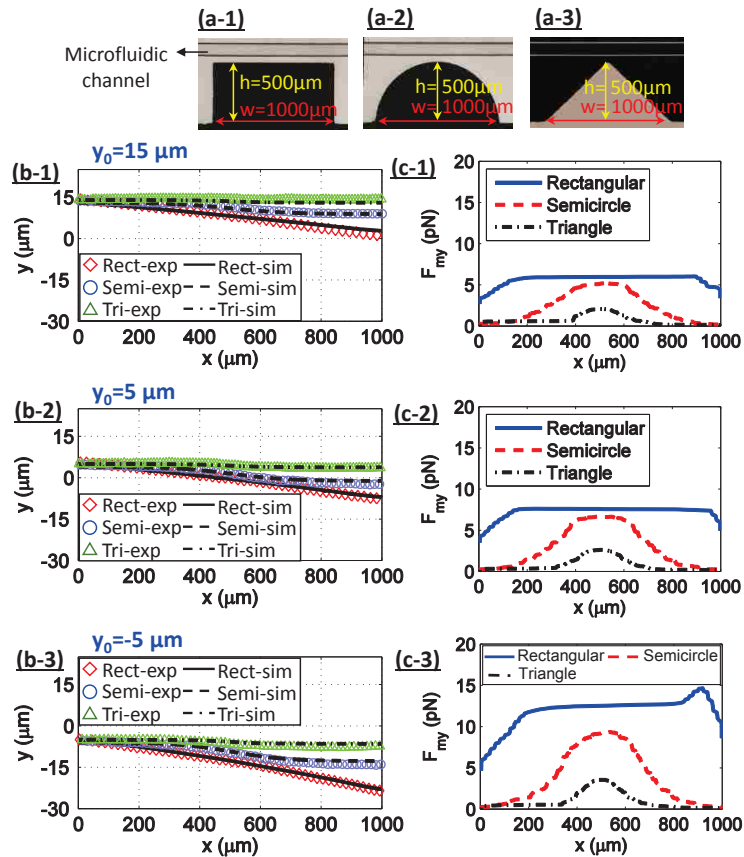 (a-1) (a-2) (a-3)
Microfluidic channel
h=500μm
w=1000μm
h=500μm
w=1000μm
h=500μm
w=1000μm
y0=15 μm
(b-1)
15
0
-15
-30
y (μm)
Rect-exp Rect-sim
Semi-exp Semi-sim
Tri-exp Tri-sim
0 200 400 600 800 1000
x (μm)
(c-1)
20
15
10
5
0
Fmy (pN)
Rectangular
Semicircle
Triangle
0 200 400 600 800 1000
x (μm)
y0=5 μm
(b-2)
15
0
-15
-30
y (μm)
Rect-exp Rect-sim
Semi-exp Semi-sim
Tri-exp Tri-sim
0 200 400 600 800 1000
x (μm)
(c-2)
20
15
10
5
0
Fmy (pN)
Rectangular
Semicircle
Triangle
0 200 400 600 800 1000
x (μm)
y0=-5 μm
(b-3)
15
0
-15
-30
y (μm)
Rect-exp Rect-sim
Semi-exp Semi-sim
Tri-exp Tri-sim
0 200 400 600 800 1000
x (μm)
(c-3)
20
15
10
5
0
Fmy (pN)
Rectangular Semicircle
Triangle
0 200 400 600 800 1000
x (μm)